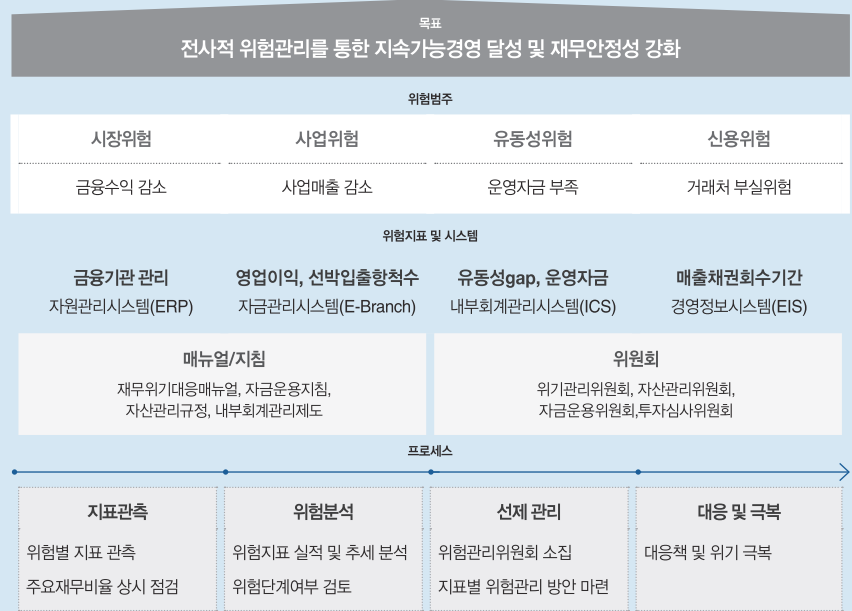 목표
전사적 위험관리를 통한 지속가능경영 달성 및 재무안정성 강화
위험범주
시장위험
사업위험
유동성위험
신용위험
금융수익 감소
사업매출 감소
운영자금 부족
거래처 부실위험
위험지표 및 시스템
금융기관 관리
영업이익, 선박입출항척수
유동성gap, 운영자금
매출채권회수기간
자원관리시스템(ERP)
자금관리시스템(E-Branch)
내부회계관리시스템(ICS)
경영정보시스템(EIS)
매뉴얼/지침
재무위기대응매뉴얼, 자금운용지침,
자산관리규정, 내부회계관리제도
위원회
위기관리위원회, 자산관리위원회,
자금운용위원회,투자심사위원회
프로세스
지표관측
위험별 지표 관측
주요재무비율 상시 점검
위험분석
위험지표 실적 및 추세 분석
위험단계여부 검토
선제 관리
위험관리위원회 소집
지표별 위험관리 방안 마련
대응 및 극복
대응책 및 위기 극복